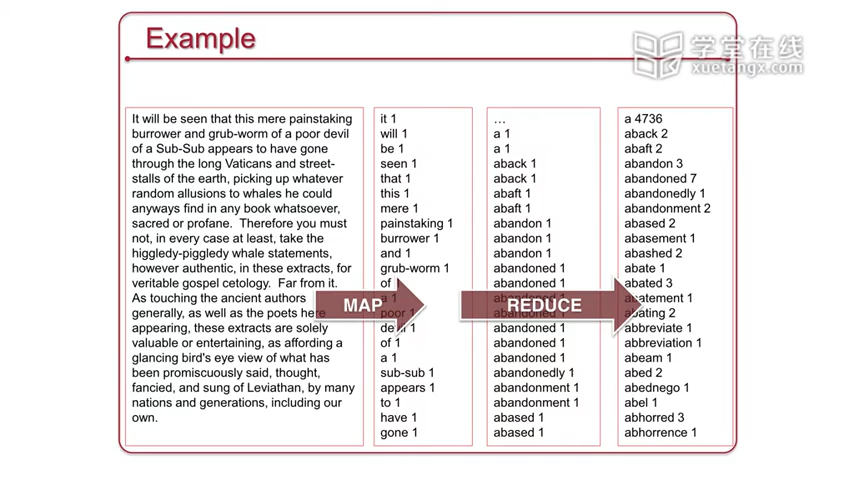 Example
学堂在线
xuetangx.com
It will be seen that this mere painstaking
burrower and grub-worm of a poor devil
of a Sub-Sub appears to have gone
through the long Vaticans and street-
stalls of the earth, picking up whatever
random allusions to whales he could
anyways find in any book whatsoever,
sacred or profane.  Therefore you must
not, in every case at least, take the
higgledy-piggledy whale statements,
however authentic, in these extracts, for
veritable gospel cetology.  Far from it.
As touching the ancient authors
generally, as well as the poets here
appearing, these extracts are solely
valuable or entertaining, as affording a
glancing bird's eye view of what has
been promiscuously said, thought,
fancied, and sung of Leviathan, by many
nations and generations, including our
own.
MAP
it 1
will 1
be 1
seen 1
that 1
this 1
mere 1
painstaking 1
burrower 1
and 1
grub-worm 1
of
a 1
poor 1
devil 1
of 1
a 1
sub-sub 1
appears 1
to 1
have 1
gone 1
REDUCE
…
a 1
a 1
aback 1
aback 1
abaft 1
abaft 1
abandon 1
abandon 1
abandon 1
abandoned 1
abandoned 1
abandoned 1
abandoned 1
abandoned 1
abandoned 1
abandoned 1
abandonedly 1
abandonment 1
abandonment 1
abased 1
abased 1
a 4736
aback 2
abaft 2
abandon 3
abandoned 7
abandonedly 1
abandonment 2
abased 2
abasement 1
abashed 2
abate 1
abated 3
abatement 1
abating 2
abbreviate 1
abbreviation 1
abeam 1
abed 2
abednego 1
abel 1
abhorred 3
abhorrence 1